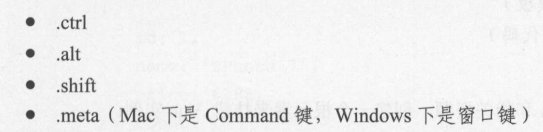 ● .ctrl
● .alt
● .shift
● .meta（Mac 下是 Command 键，Windows 下是窗口键）